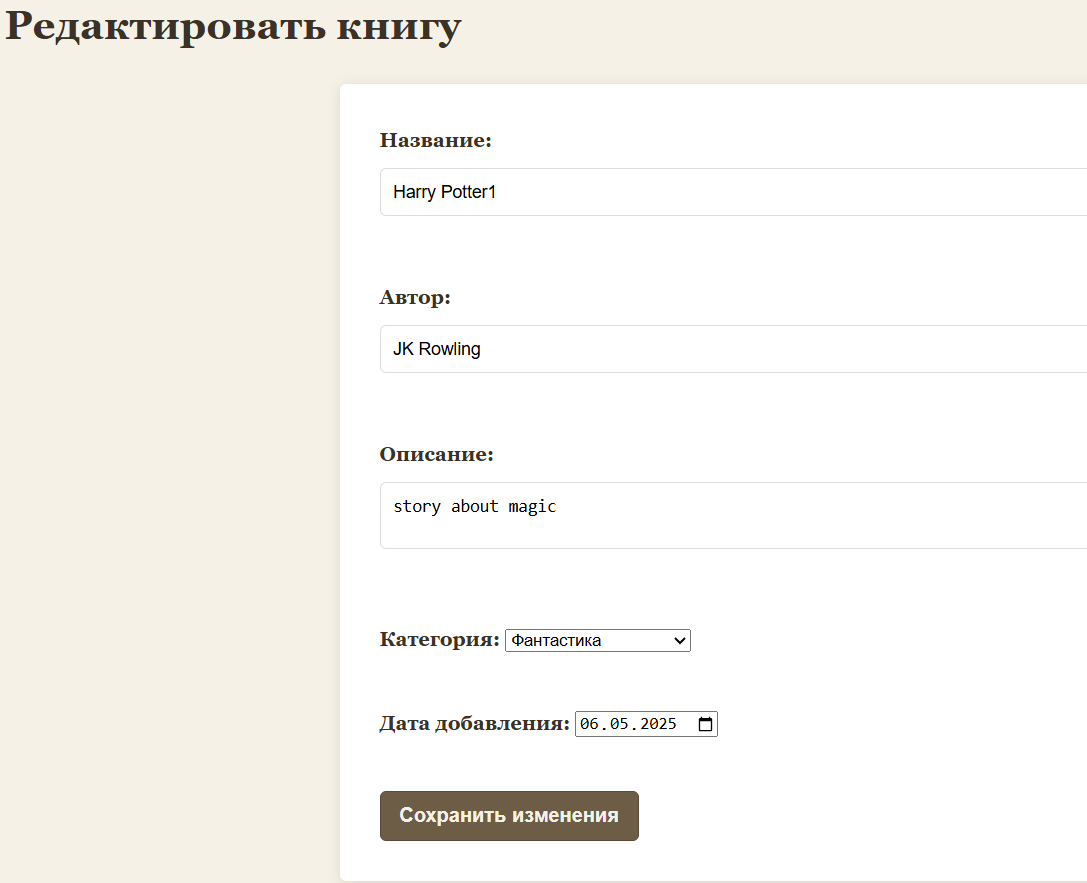 Редактировать книгу
Название:
Harry Potter1
Автор:
JK Rowling
Описание:
story about magic
Категория: Фантастика
Дата добавления: 06.05.2025
Сохранить изменения